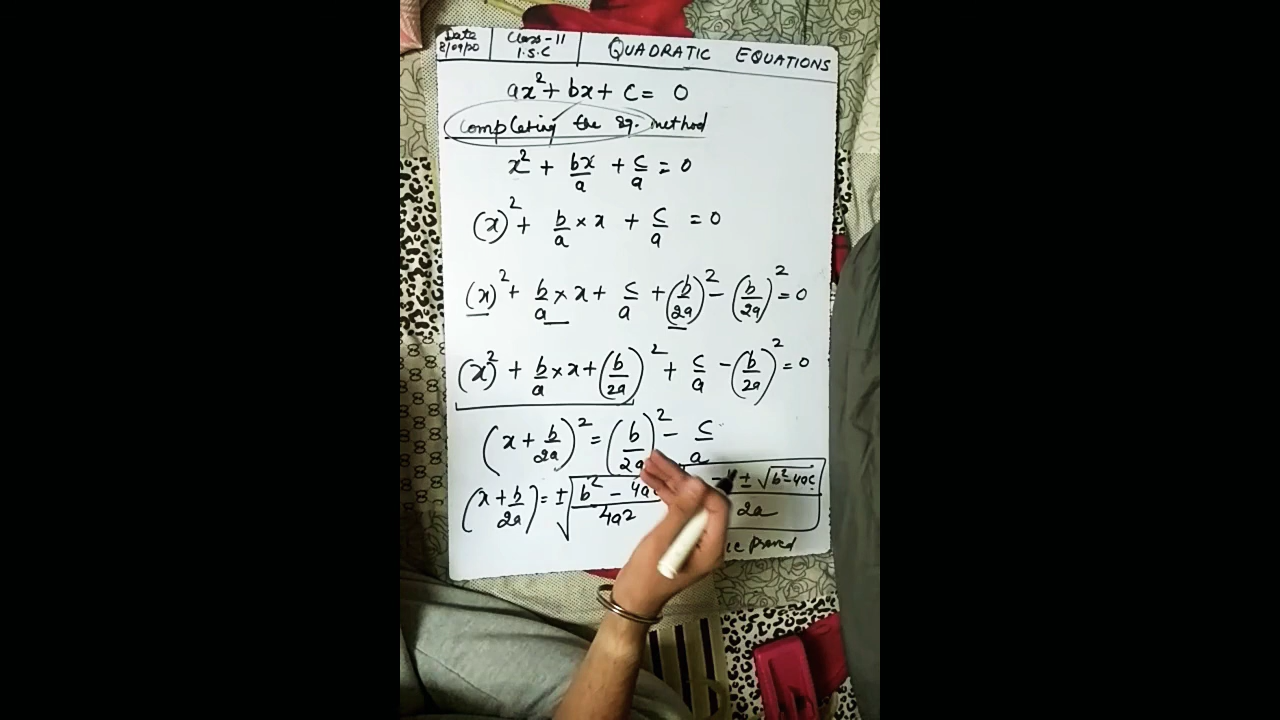 Date
8/09/20
Class-11
I.S.C
QUADRATIC EQUATIONS
ax² + bx + c = 0
Completing the sq. method
x² + bx/a + c/a = 0
(x)² + b/a × x + c/a = 0
(x)² + b/a × x + c/a + (b/2a)² - (b/2a)² = 0
(x)² + b/a × x + (b/2a)² + c/a - (b/2a)² = 0
(x + b/2a)² = (b/2a)² - c/a
(x + b/2a) = ±√(b² - 4ac/4a²)
-b ± √(b² - 4ac)/2a
Proved